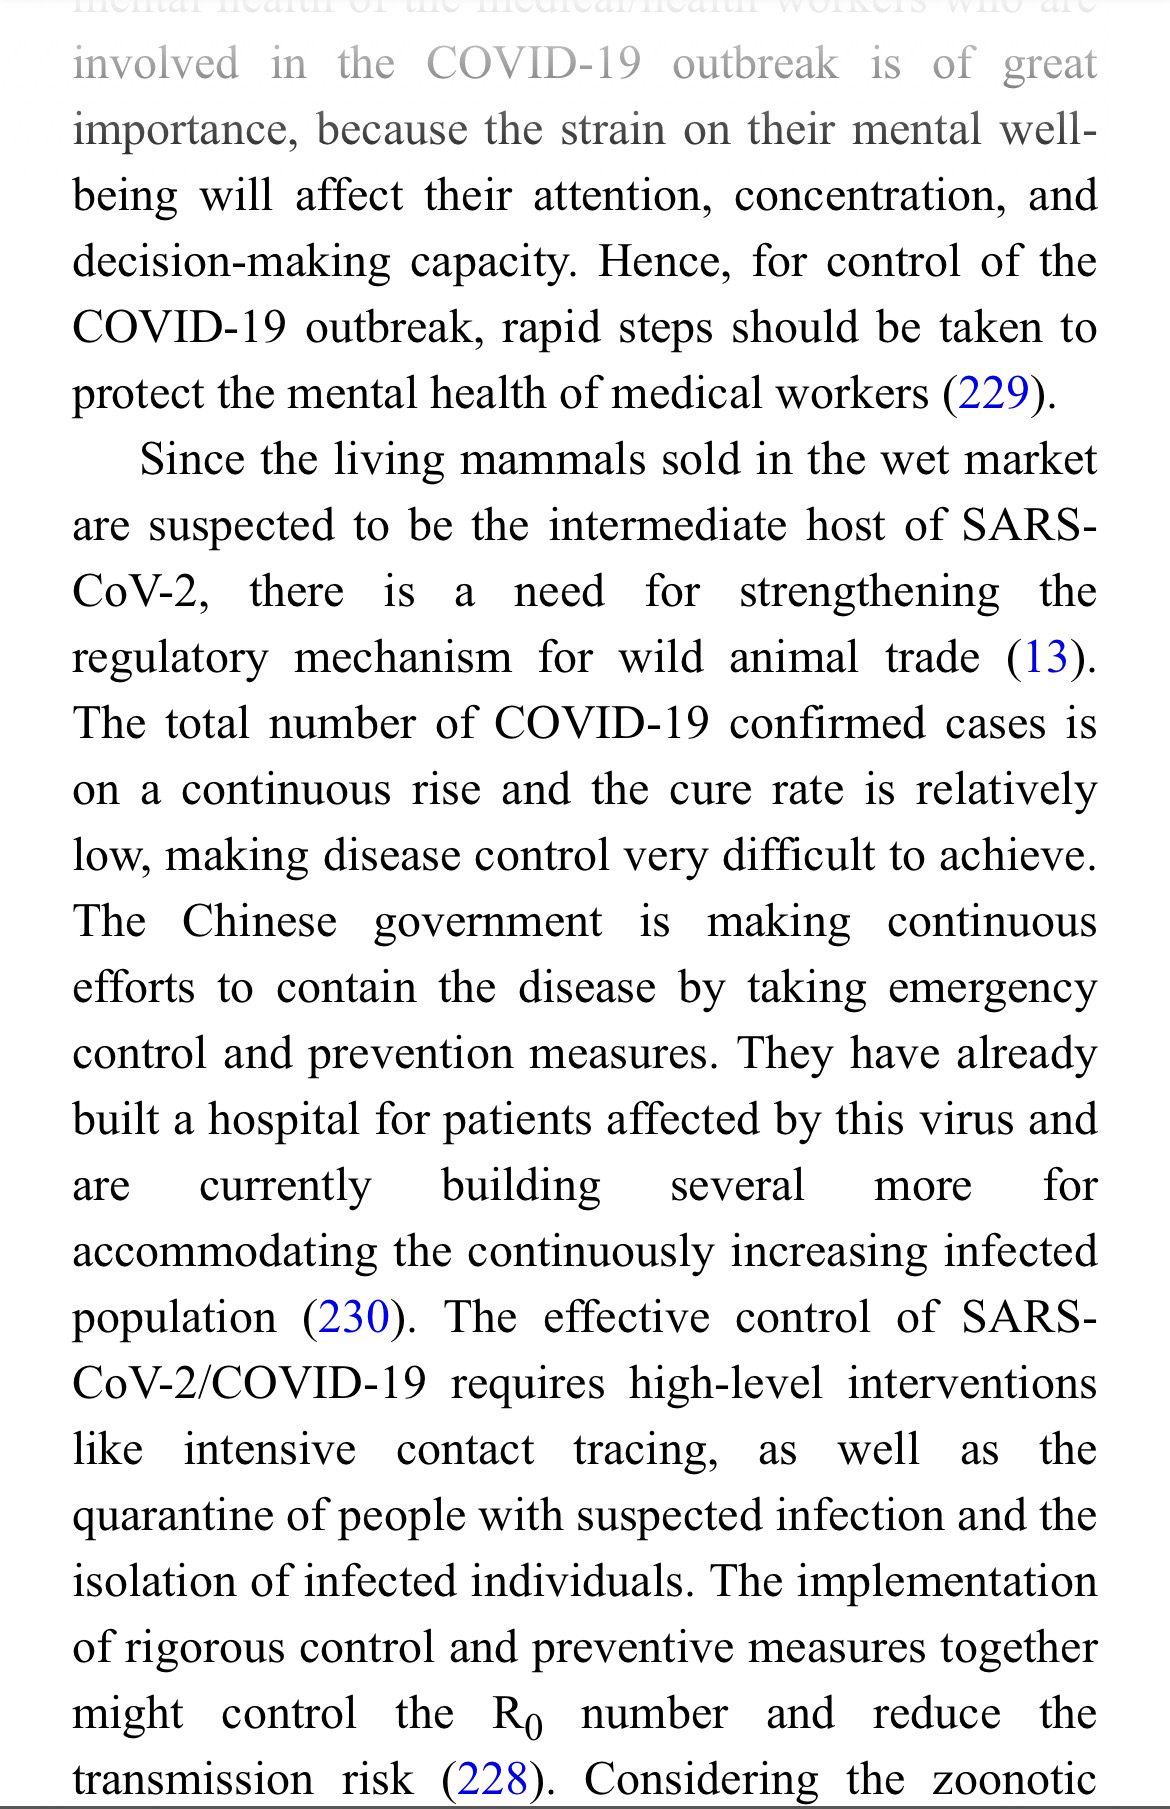 mental health of the medical/health workers who are
involved in the COVID-19 outbreak is of great
importance, because the strain on their mental well-
being will affect their attention, concentration, and
decision-making capacity. Hence, for control of the
COVID-19 outbreak, rapid steps should be taken to
protect the mental health of medical workers (229).
Since the living mammals sold in the wet market
are suspected to be the intermediate host of SARS-
CoV-2, there is a need for strengthening the
regulatory mechanism for wild animal trade (13).
The total number of COVID-19 confirmed cases is
on a continuous rise and the cure rate is relatively
low, making disease control very difficult to achieve.
The Chinese government is making continuous
efforts to contain the disease by taking emergency
control and prevention measures. They have already
built a hospital for patients affected by this virus and
are currently building several more for
accommodating the continuously increasing infected
population (230). The effective control of SARS-
CoV-2/COVID-19 requires high-level interventions
like intensive contact tracing, as well as the
quarantine of people with suspected infection and the
isolation of infected individuals. The implementation
of rigorous control and preventive measures together
might control the R0 number and reduce the
transmission risk (228). Considering the zoonotic